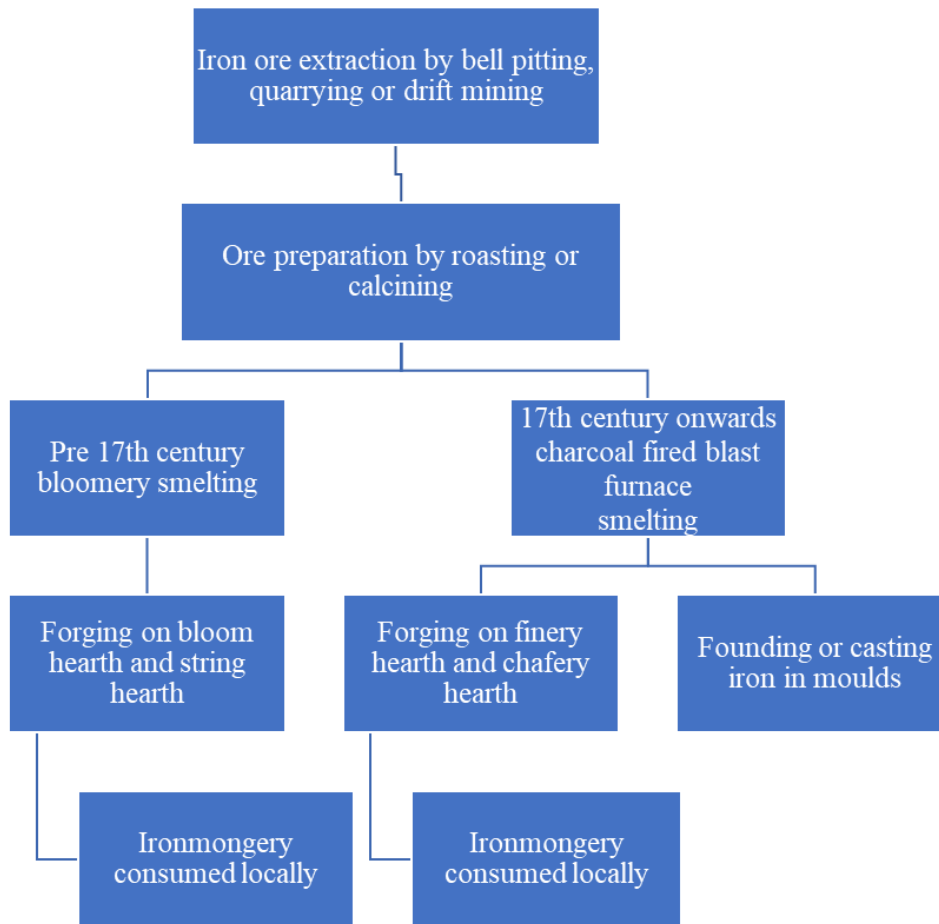 Iron ore extraction by bell pitting,
quarrying or drift mining
Ore preparation by roasting or
calcining
Pre 17th century
bloomery smelting
17th century onwards
charcoal fired blast
furnace
smelting
Forging on bloom
hearth and string
hearth
Forging on finery
hearth and chafery
hearth
Founding or casting
iron in moulds
Ironmongery
consumed locally
Ironmongery
consumed locally